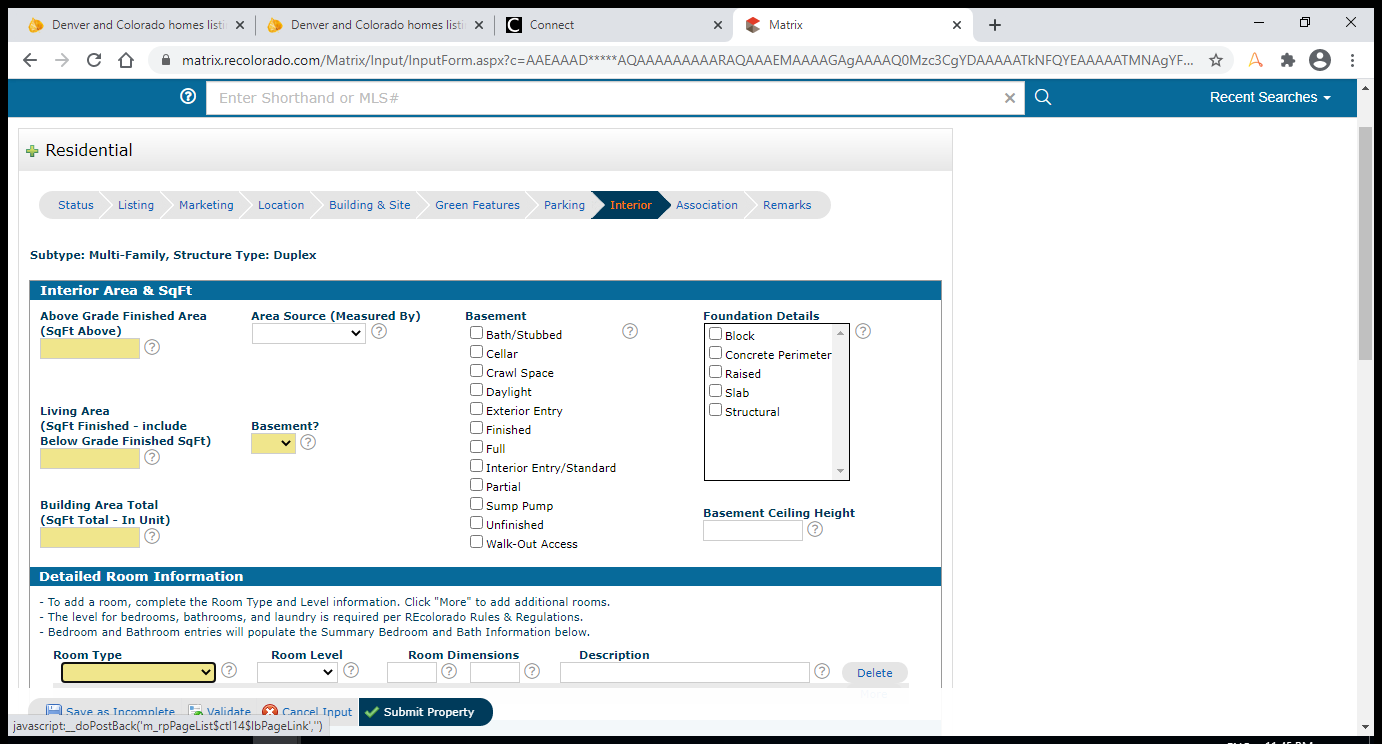 Denver and Colorado homes listi
Denver and Colorado homes listi
Connect
Matrix
matrix.recolorado.com/Matrix/Input/InputForm.aspx?c=AAEAAAD*****AQAAAAAAAAARAQAAAEMAAAAGAgAAAAQ0Mzc3CgYDAAAAATkNFQYEAAAAATMNAgYF...
Enter Shorthand or MLS#
Recent Searches
Residential
Status Listing Marketing Location Building & Site Green Features Parking Interior Association Remarks
Subtype: Multi-Family, Structure Type: Duplex
Interior Area & SqFt
Above Grade Finished Area
(SqFt Above)
Living Area
(SqFt Finished - include
Below Grade Finished SqFt)
Building Area Total
(SqFt Total - In Unit)
Area Source (Measured By)
Basement?
Basement
Bath/Stubbed
Cellar
Crawl Space
Daylight
Exterior Entry
Finished
Full
Interior Entry/Standard
Partial
Sump Pump
Unfinished
Walk-Out Access
Foundation Details
Block
Concrete Perimeter
Raised
Slab
Structural
Basement Ceiling Height
Detailed Room Information
- To add a room, complete the Room Type and Level information. Click "More" to add additional rooms.
- The level for bedrooms, bathrooms, and laundry is required per REcolorado Rules & Regulations.
- Bedroom and Bathroom entries will populate the Summary Bedroom and Bath Information below.
Room Type Room Level Room Dimensions Description
Delete
Save as Incomplete Validate Cancel Input Submit Property
javascript:__doPostBack('m_rpPageList$ctl14$lbPageLink','')